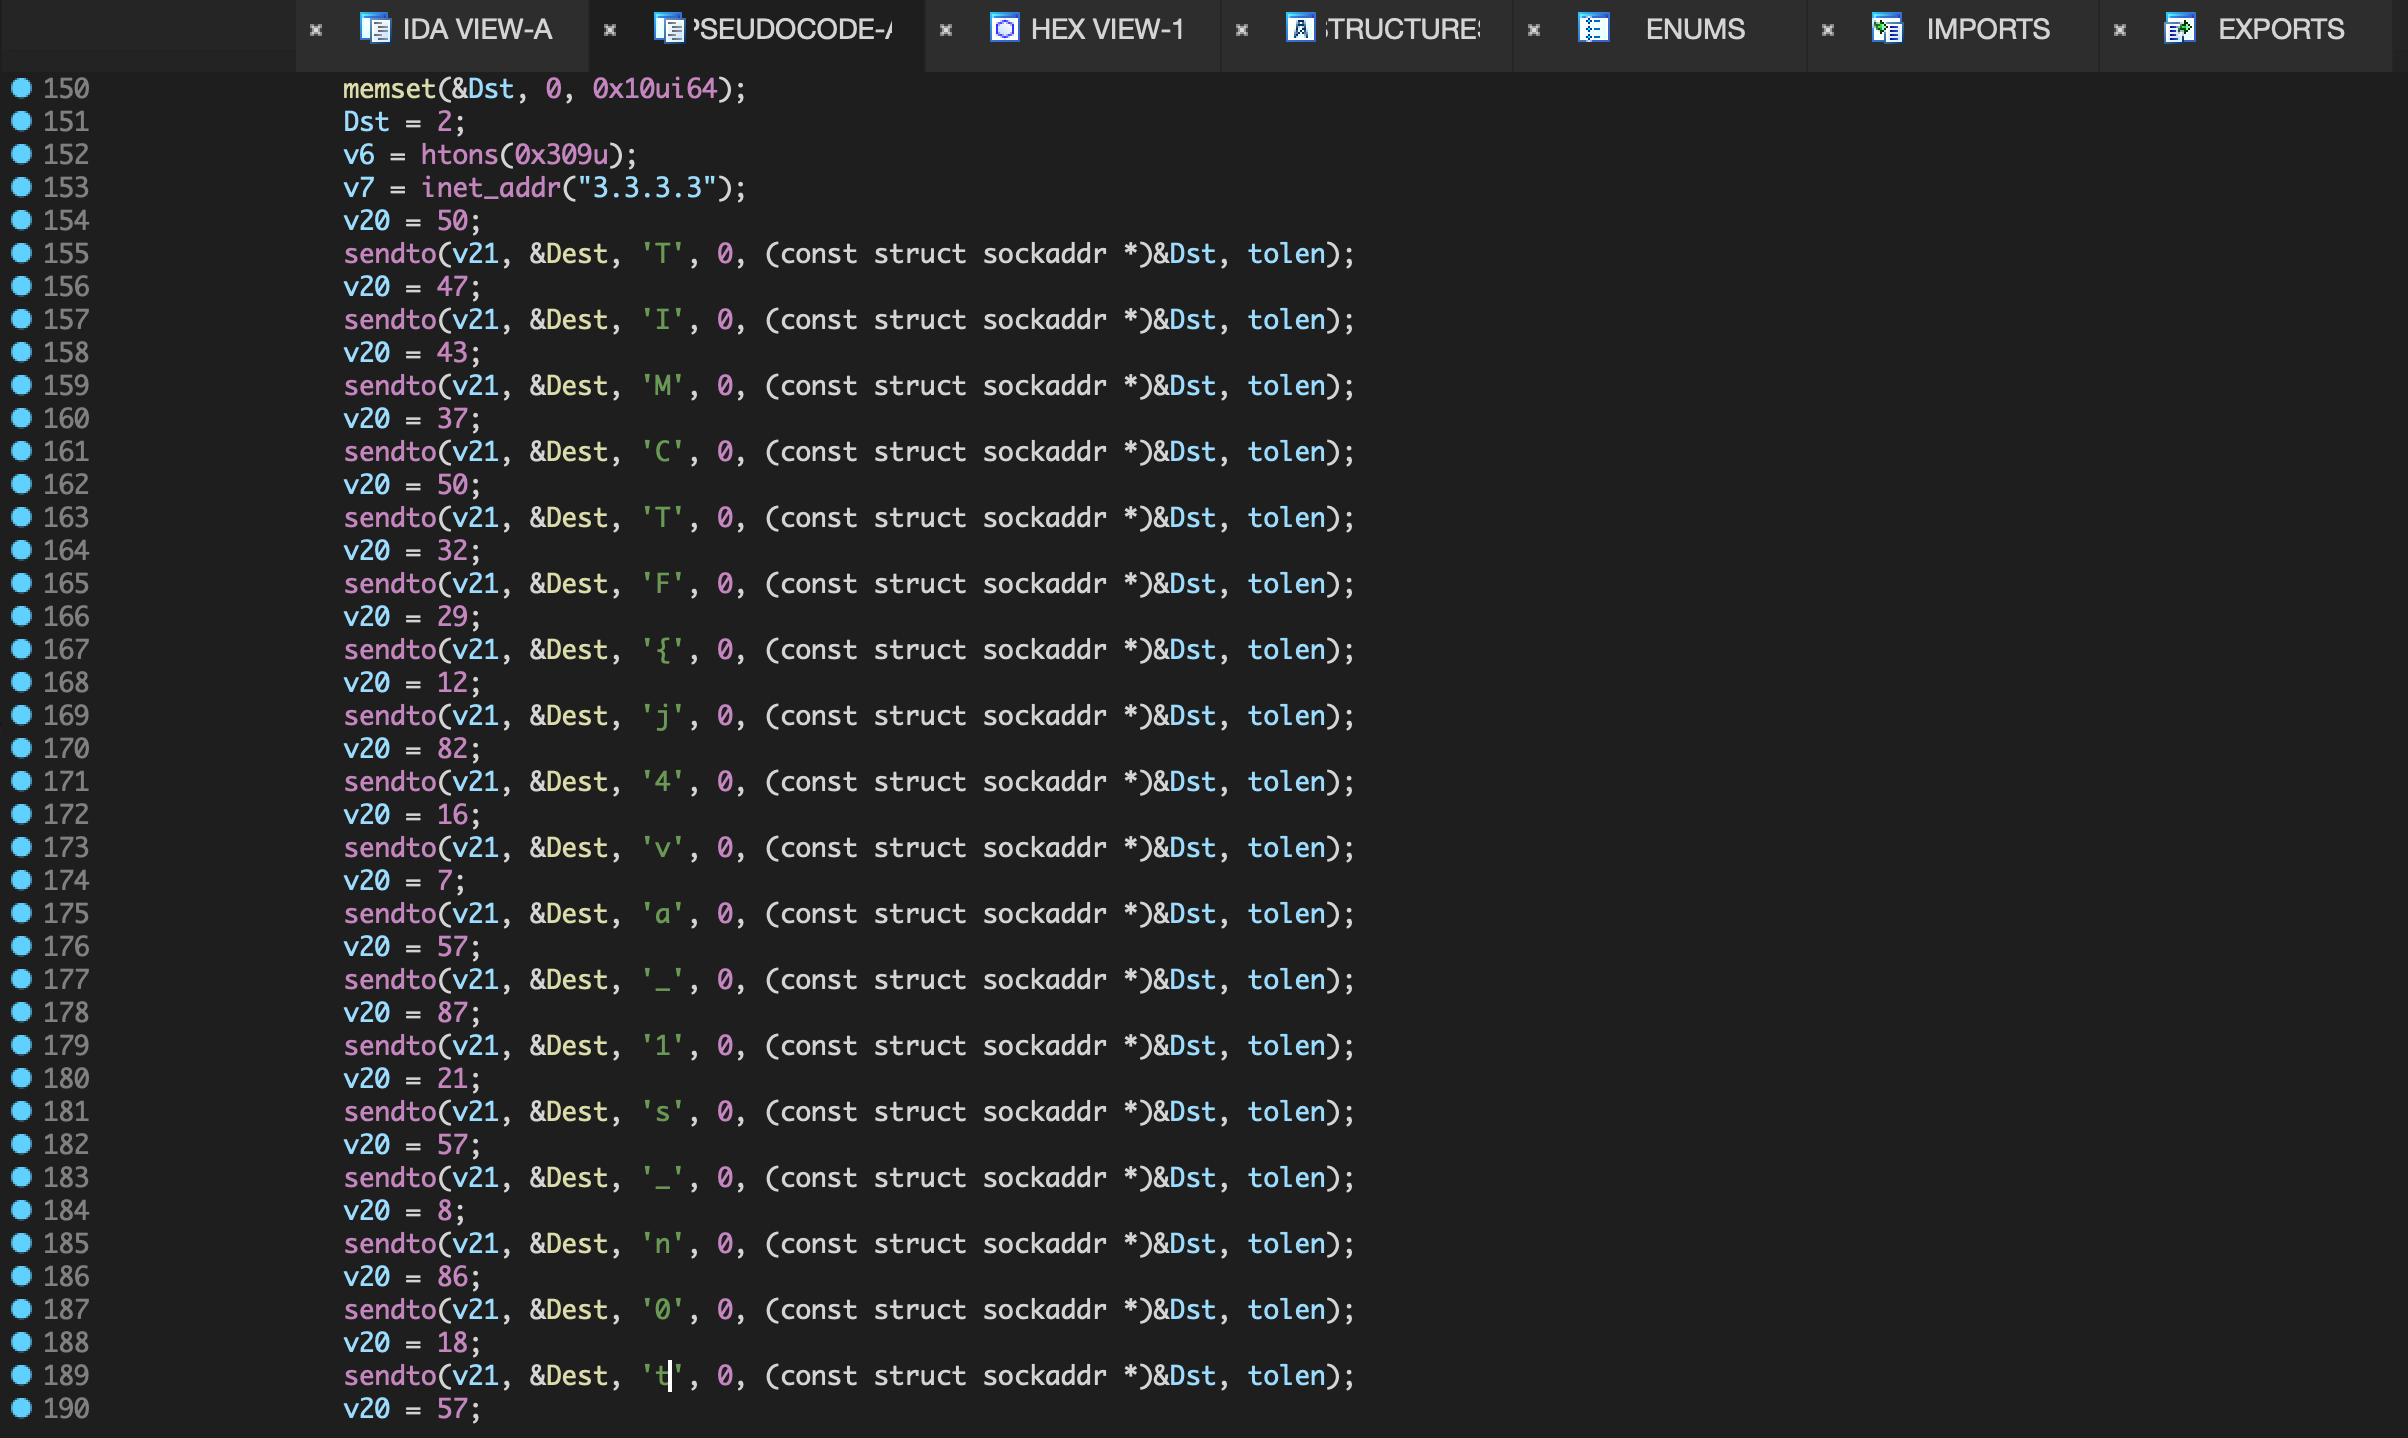 IDA VIEW-A PSEUDOCODE-A HEX VIEW-1 STRUCTURES ENUMS IMPORTS EXPORTS
150 memset(&Dst, 0, 0x10ui64);
151 Dst = 2;
152 v6 = htons(0x309u);
153 v7 = inet_addr("3.3.3.3");
154 v20 = 50;
155 sendto(v21, &Dest, 'T', 0, (const struct sockaddr *)&Dst, tolen);
156 v20 = 47;
157 sendto(v21, &Dest, 'I', 0, (const struct sockaddr *)&Dst, tolen);
158 v20 = 43;
159 sendto(v21, &Dest, 'M', 0, (const struct sockaddr *)&Dst, tolen);
160 v20 = 37;
161 sendto(v21, &Dest, 'C', 0, (const struct sockaddr *)&Dst, tolen);
162 v20 = 50;
163 sendto(v21, &Dest, 'T', 0, (const struct sockaddr *)&Dst, tolen);
164 v20 = 32;
165 sendto(v21, &Dest, 'F', 0, (const struct sockaddr *)&Dst, tolen);
166 v20 = 29;
167 sendto(v21, &Dest, '{', 0, (const struct sockaddr *)&Dst, tolen);
168 v20 = 12;
169 sendto(v21, &Dest, 'j', 0, (const struct sockaddr *)&Dst, tolen);
170 v20 = 82;
171 sendto(v21, &Dest, '4', 0, (const struct sockaddr *)&Dst, tolen);
172 v20 = 16;
173 sendto(v21, &Dest, 'v', 0, (const struct sockaddr *)&Dst, tolen);
174 v20 = 7;
175 sendto(v21, &Dest, 'a', 0, (const struct sockaddr *)&Dst, tolen);
176 v20 = 57;
177 sendto(v21, &Dest, '_', 0, (const struct sockaddr *)&Dst, tolen);
178 v20 = 87;
179 sendto(v21, &Dest, '1', 0, (const struct sockaddr *)&Dst, tolen);
180 v20 = 21;
181 sendto(v21, &Dest, 's', 0, (const struct sockaddr *)&Dst, tolen);
182 v20 = 57;
183 sendto(v21, &Dest, '_', 0, (const struct sockaddr *)&Dst, tolen);
184 v20 = 8;
185 sendto(v21, &Dest, 'n', 0, (const struct sockaddr *)&Dst, tolen);
186 v20 = 86;
187 sendto(v21, &Dest, '0', 0, (const struct sockaddr *)&Dst, tolen);
188 v20 = 18;
189 sendto(v21, &Dest, 't', 0, (const struct sockaddr *)&Dst, tolen);
190 v20 = 57;